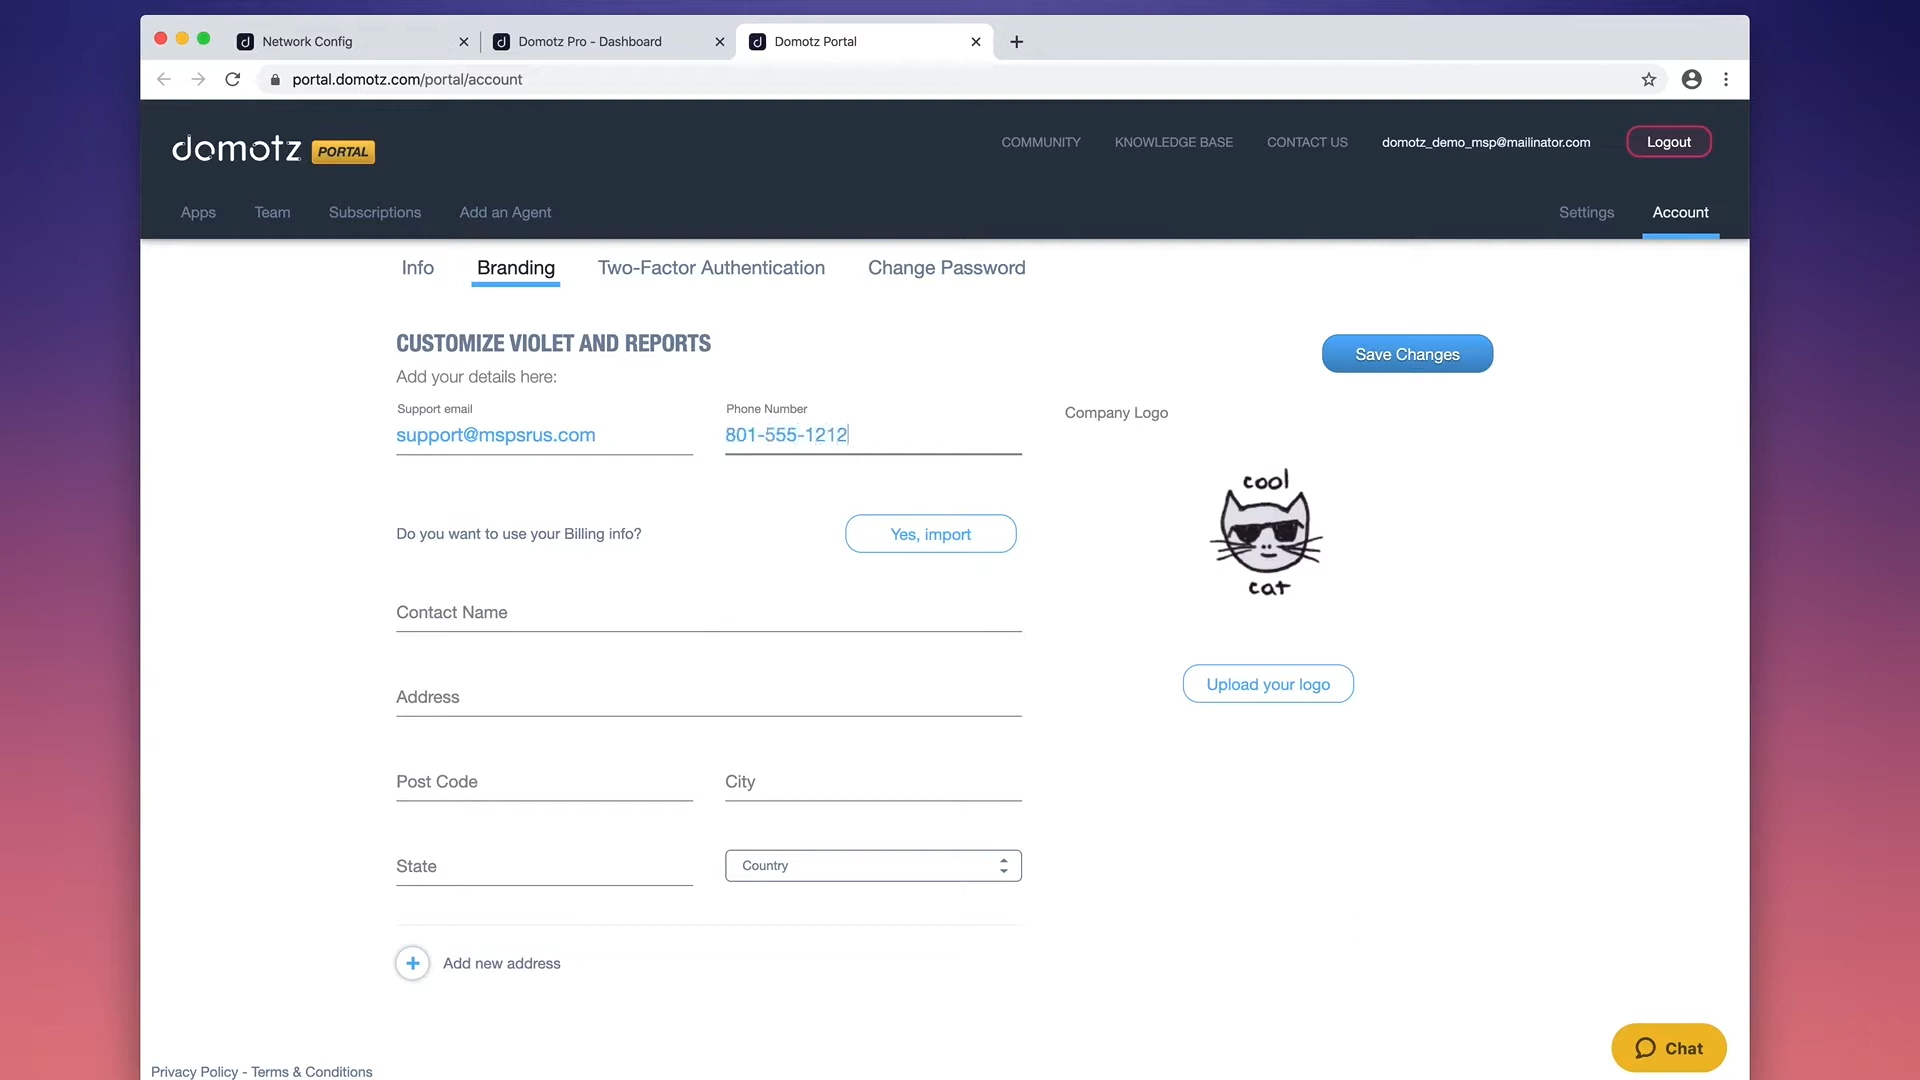 Network Config
Domotz Pro - Dashboard
Domotz Portal
portal.domotz.com/portal/account
domotz PORTAL
COMMUNITY
KNOWLEDGE BASE
CONTACT US
domotz_demo_msp@mailinator.com
Logout
Apps
Team
Subscriptions
Add an Agent
Settings
Account
Info
Branding
Two-Factor Authentication
Change Password
CUSTOMIZE VIOLET AND REPORTS
Save Changes
Add your details here:
Support email
Phone Number
Company Logo
support@mspsrus.com
801-555-1212
cool
cat
Do you want to use your Billing info?
Yes, import
Contact Name
Upload your logo
Address
Post Code
City
State
Country
Add new address
Chat
Privacy Policy - Terms & Conditions